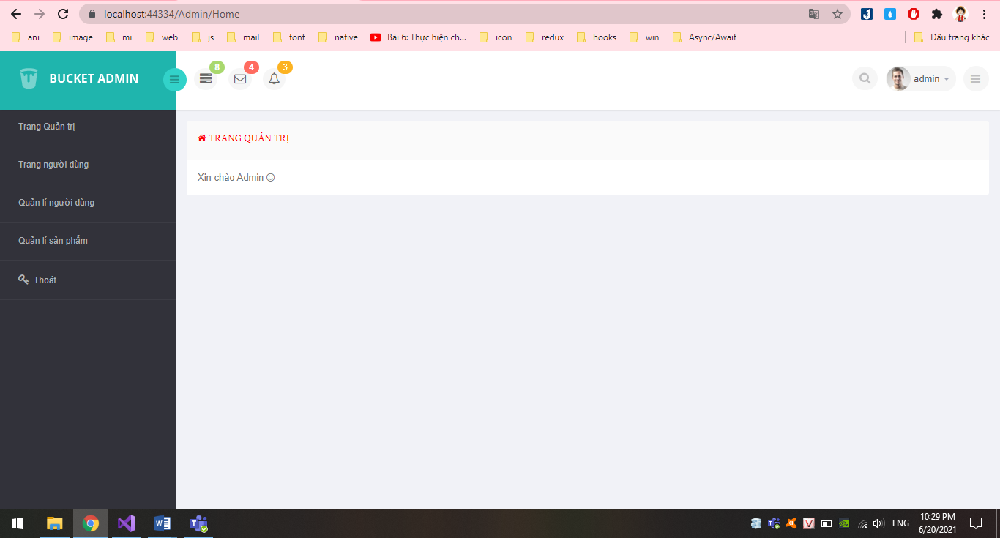 localhost:44334/Admin/Home
ani image mi web js mail font native Bài 6: Thực hiện ch... icon redux hooks win Async/Await Dấu trang khác
BUCKET ADMIN 8 4 3 admin
Trang Quản trị
Trang người dùng
Quản lí người dùng
Quản lí sản phẩm
Thoát
TRANG QUẢN TRỊ
Xin chào Admin
ENG
10:29 PM
6/20/2021